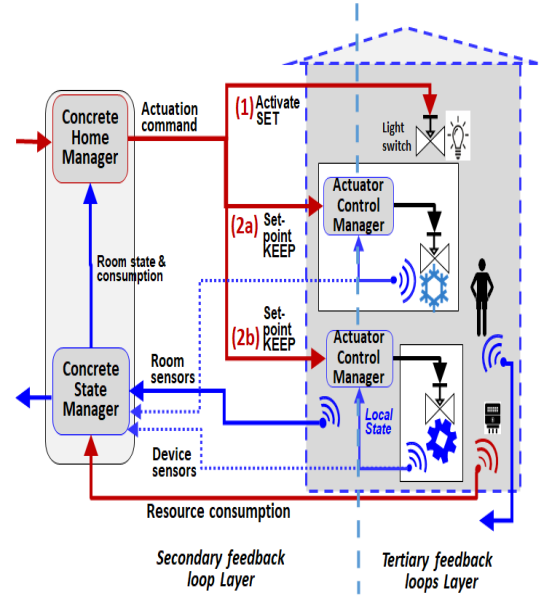 Concrete
Home
Manager
Actuation
command
(1) Activate
SET
Light
switch
Actuator
Control
Manager
(2a) Set-
point
KEEP
Room state &
consumption
(2b) Set-
point
KEEP
Actuator
Control
Manager
Concrete
State
Manager
Room
sensors
Local
State
Device
sensors
Resource consumption
Secondary feedback
loop Layer
Tertiary feedback
loops Layer